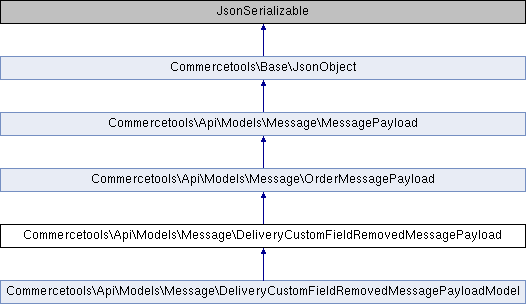 JsonSerializable
Commercetools\Base\JsonObject
Commercetools\Api\Models\Message\MessagePayload
Commercetools\Api\Models\Message\OrderMessagePayload
Commercetools\Api\Models\Message\DeliveryCustomFieldRemovedMessagePayload
Commercetools\Api\Models\Message\DeliveryCustomFieldRemovedMessagePayloadModel